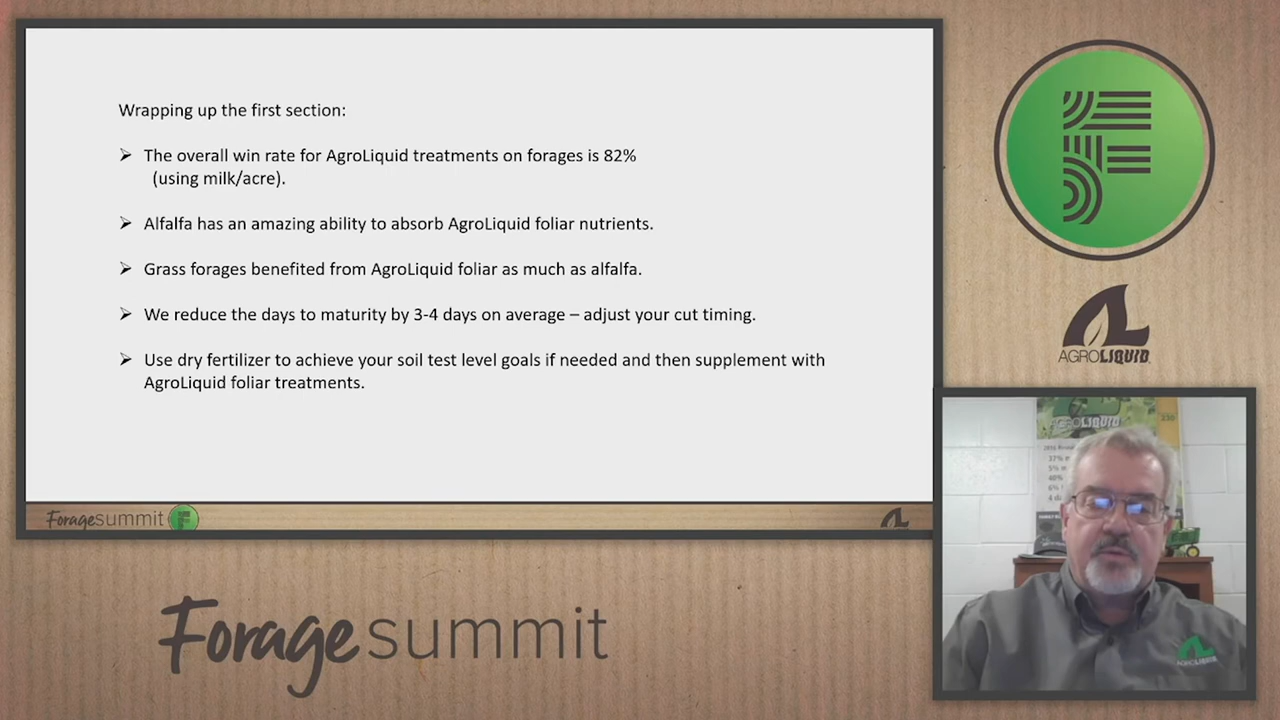 Wrapping up the first section:
➢ The overall win rate for AgroLiquid treatments on forages is 82%
(using milk/acre).
➢ Alfalfa has an amazing ability to absorb AgroLiquid foliar nutrients.
➢ Grass forages benefited from AgroLiquid foliar as much as alfalfa.
➢ We reduce the days to maturity by 3-4 days on average – adjust your cut timing.
➢ Use dry fertilizer to achieve your soil test level goals if needed and then supplement with
AgroLiquid foliar treatments.
Foragesummit F
F
AGROLIQUID
AGROLIQUID
37%
40%
AGROLIQUID
Forage summit